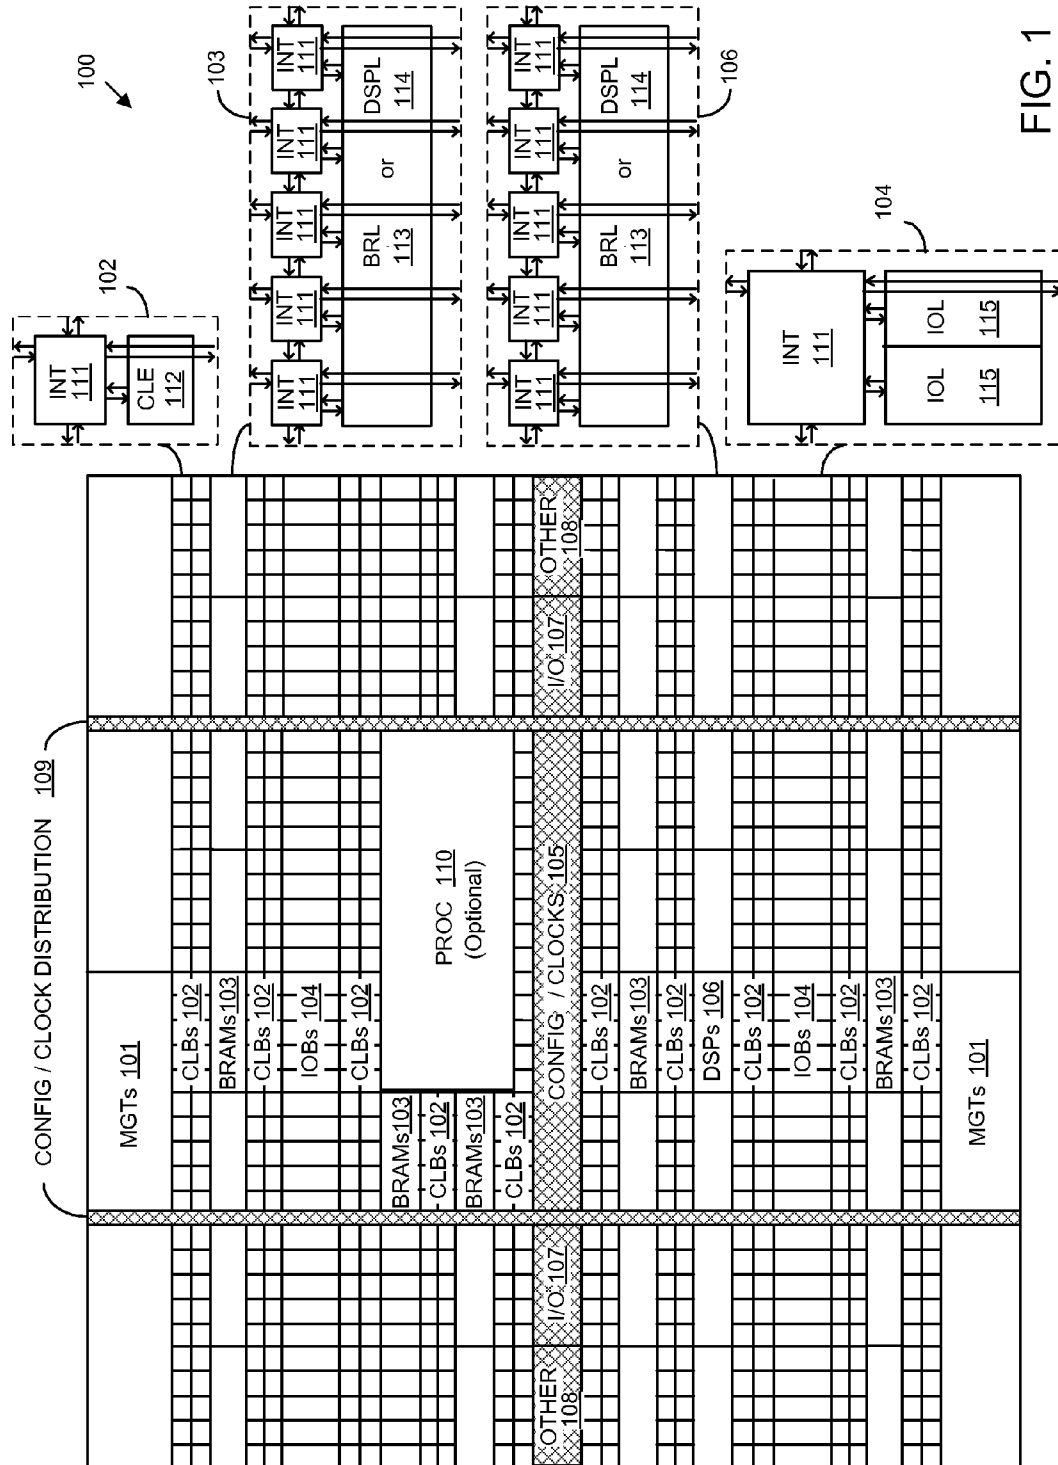 FIG. 1
100
CONFIG / CLOCK DISTRIBUTION 109
MGTs 101
CLBs 102
BRAMs 103
CLBs 102
IOBs 104
CLBs 102
BRAMs 103
CLBs 102
BRAMs 103
CLBs 102
PROC 110
(Optional)
OTHER
108
I/O 107
CONFIG / CLOCKS 105
I/O 107
OTHER
108
CLBs 102
BRAMs 103
CLBs 102
DSPs 106
CLBs 102
IOBs 104
CLBs 102
BRAMs 103
CLBs 102
MGTs 101
102
INT
111
CLE
112
103
INT
111
INT
111
INT
111
INT
111
INT
111
BRL or DSPL
113 114
106
INT
111
INT
111
INT
111
INT
111
INT
111
BRL or DSPL
113 114
104
INT
111
IOL IOL
115 115